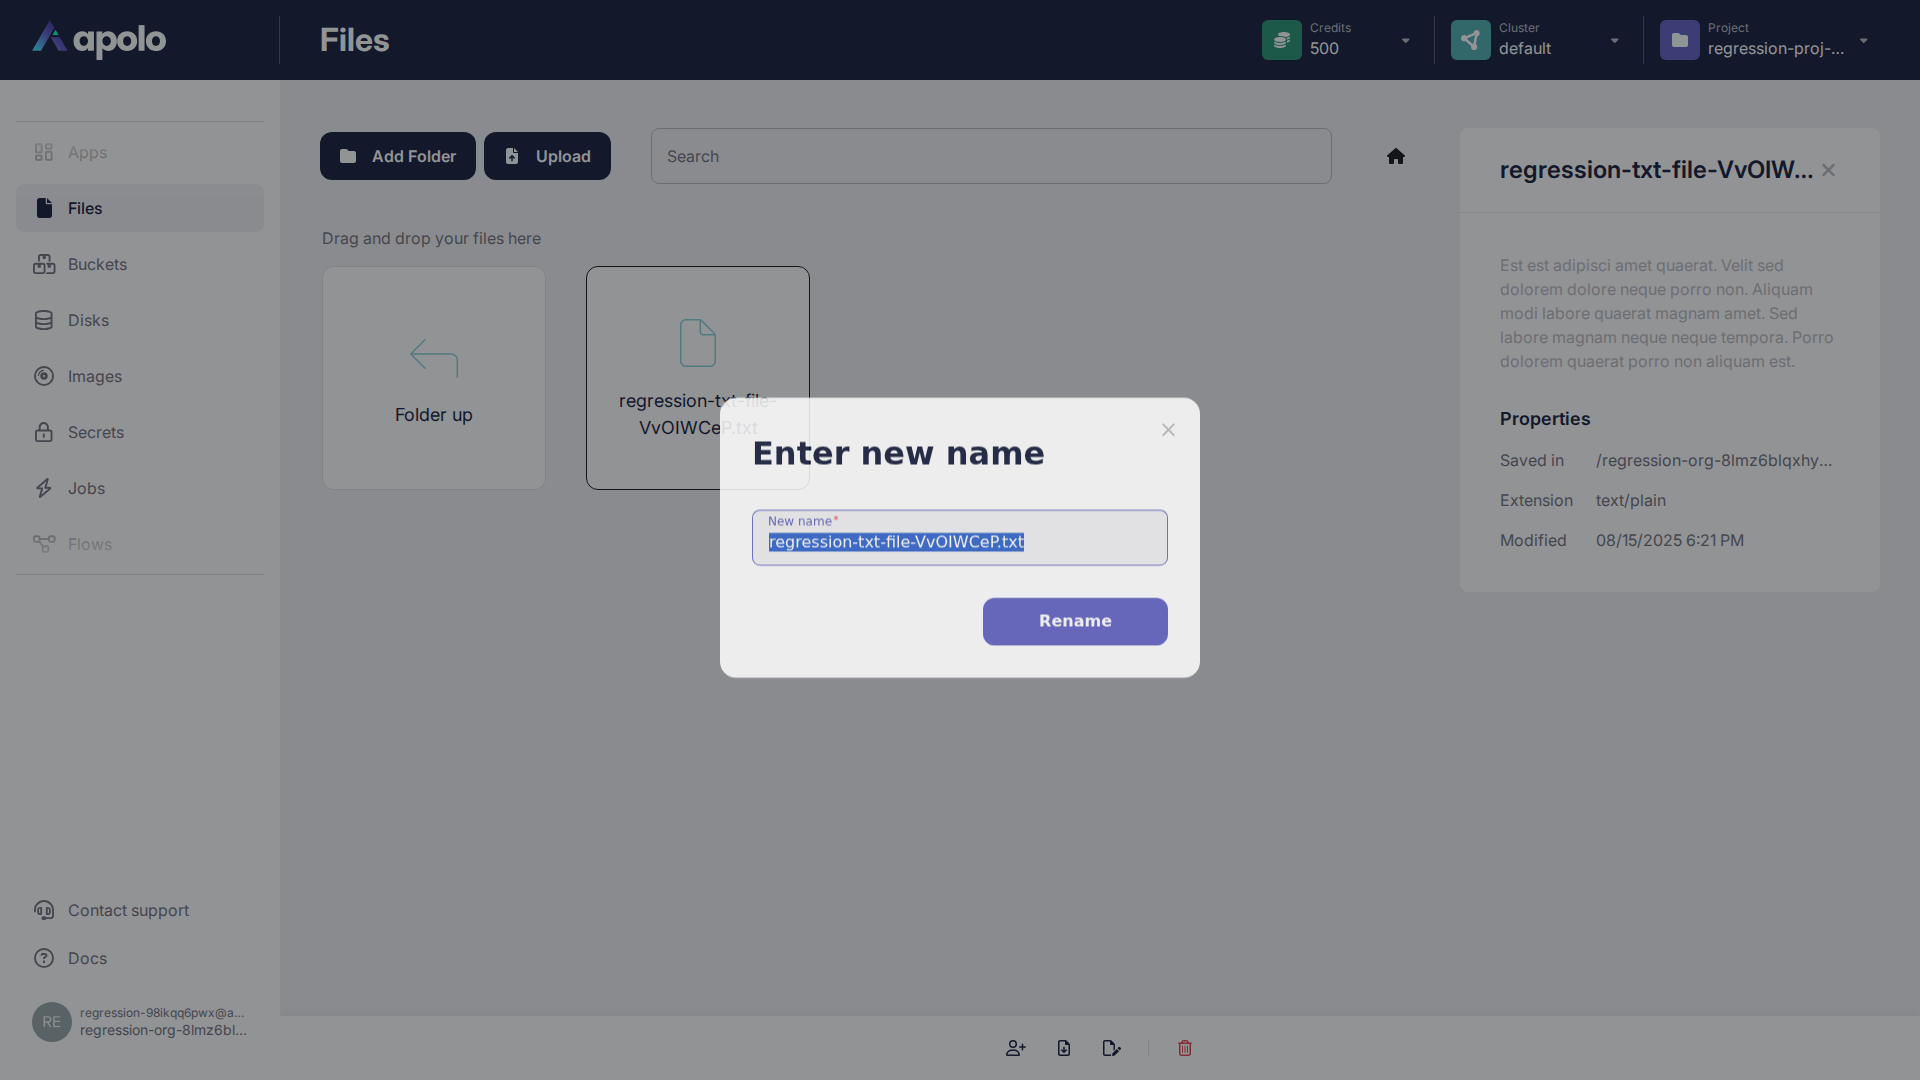 apolo
Files
Credits
500
Cluster
default
Project
regression-proj-...
Apps
Files
Buckets
Disks
Images
Secrets
Jobs
Flows
Contact support
Docs
RE
regression-98ikqq6pwx@a...
regression-org-8lmz6bl...
Add Folder
Upload
Search
Drag and drop your files here
Folder up
regression-txt-file-
VvOIWCeP.txt
Enter new name
New name*
regression-txt-file-VvOIWCeP.txt
Rename
regression-txt-file-VvOIW...
Est est adipisci amet quaerat. Velit sed
dolorem dolore neque porro non. Aliquam
modi labore quaerat magnam amet. Sed
labore magnam neque neque tempora. Porro
dolorem quaerat porro non aliquam est.
Properties
Saved in
/regression-org-8lmz6blqxhy...
Extension
text/plain
Modified
08/15/2025 6:21 PM